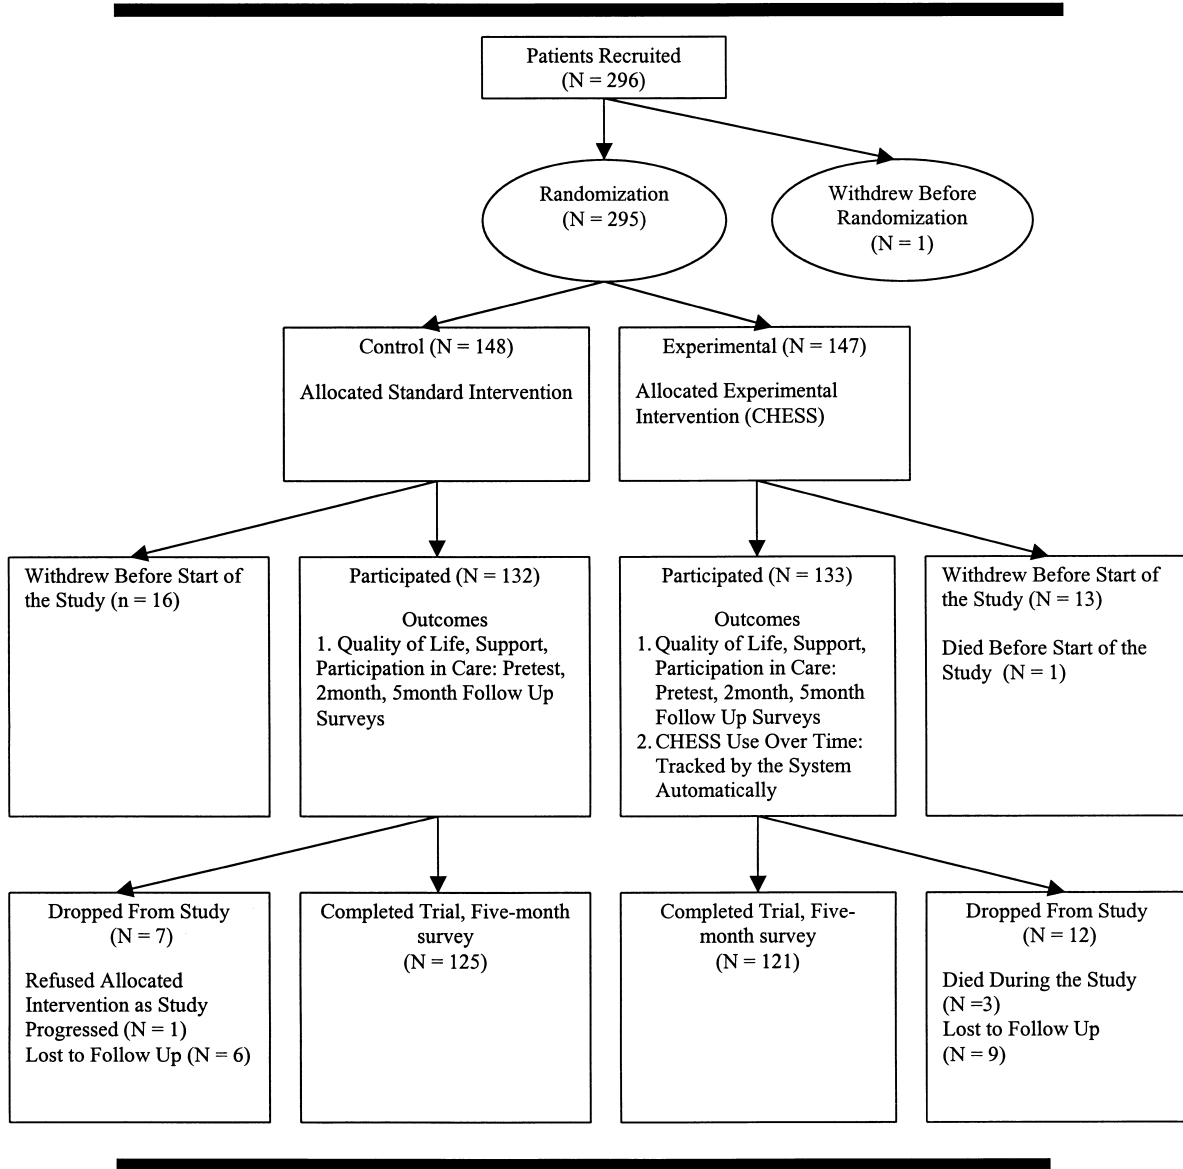 Patients Recruited
(N = 296)
Randomization
(N = 295)
Withdrew Before
Randomization
(N = 1)
Control (N = 148)
Allocated Standard Intervention
Experimental (N = 147)
Allocated Experimental
Intervention (CHESS)
Withdrew Before Start of
the Study (n = 16)
Participated (N = 132)
Outcomes
1. Quality of Life, Support,
Participation in Care: Pretest,
2month, 5month Follow Up
Surveys
Participated (N = 133)
Outcomes
1. Quality of Life, Support,
Participation in Care:
Pretest, 2month, 5month
Follow Up Surveys
2. CHESS Use Over Time:
Tracked by the System
Automatically
Withdrew Before Start of
the Study (N = 13)
Died Before Start of the
Study (N = 1)
Dropped From Study
(N = 7)
Refused Allocated
Intervention as Study
Progressed (N = 1)
Lost to Follow Up (N = 6)
Completed Trial, Five-month
survey
(N = 125)
Completed Trial, Five-
month survey
(N = 121)
Dropped From Study
(N = 12)
Died During the Study
(N =3)
Lost to Follow Up
(N = 9)